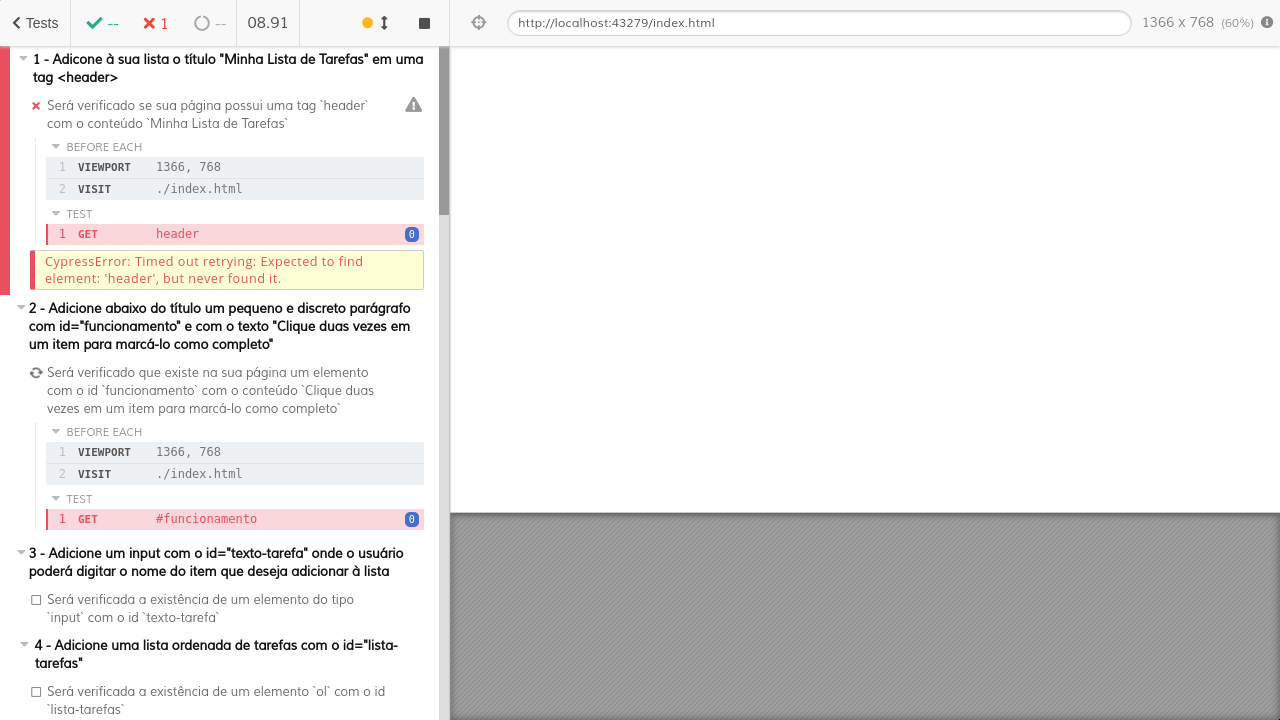 Tests -- 1 -- 08.91 http://localhost:43279/index.html 1366 x 768 (60%)
1 - Adicone à sua lista o título "Minha Lista de Tarefas" em uma
tag <header>
Será verificado se sua página possui uma tag `header`
com o conteúdo `Minha Lista de Tarefas`
BEFORE EACH
1 VIEWPORT 1366, 768
2 VISIT ./index.html
TEST
1 GET header 0
CypressError: Timed out retrying: Expected to find
element: 'header', but never found it.
2 - Adicione abaixo do título um pequeno e discreto parágrafo
com id="funcionamento" e com o texto "Clique duas vezes em
um item para marcá-lo como completo"
Será verificado que existe na sua página um elemento
com o id `funcionamento` com o conteúdo `Clique duas
vezes em um item para marcá-lo como completo`
BEFORE EACH
1 VIEWPORT 1366, 768
2 VISIT ./index.html
TEST
1 GET #funcionamento 0
3 - Adicione um input com o id="texto-tarefa" onde o usuário
poderá digitar o nome do item que deseja adicionar à lista
Será verificada a existência de um elemento do tipo
`input` com o id `texto-tarefa`
4 - Adicione uma lista ordenada de tarefas com o id="lista-
tarefas"
Será verificada a existência de um elemento `ol` com o id
`lista-tarefas`